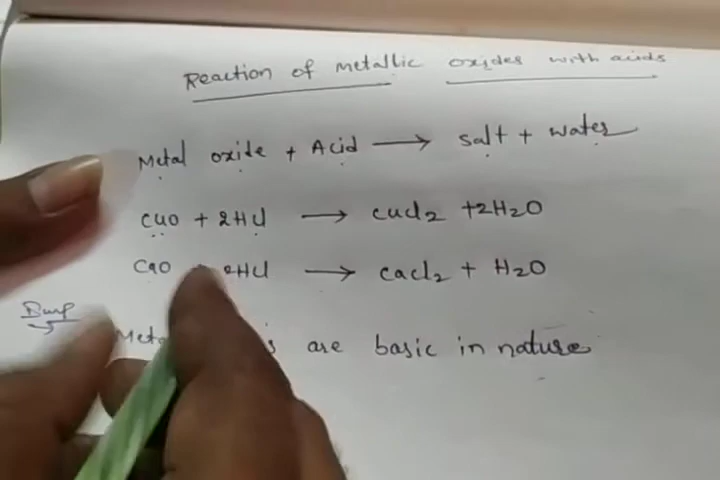 Reaction of metallic oxides with acids
Metal oxide + Acid → salt + water
CuO + 2HCl → CuCl2 + 2H2O
CaO 2HCl → CaCl2 + H2O
are basic in nature